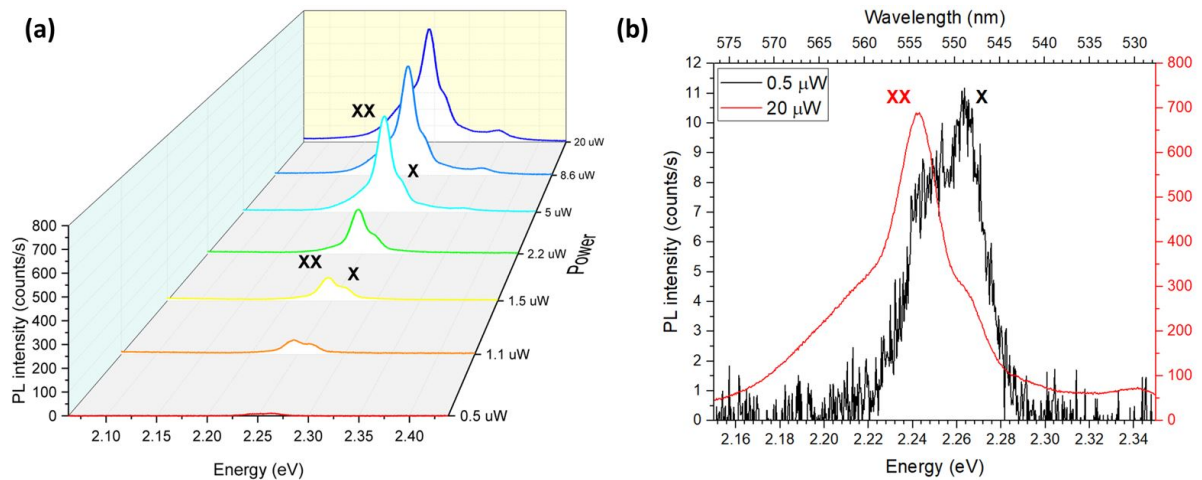 (a)
XX
X
XX
X
20 uW
8.6 uW
5 uW
2.2 uW
1.5 uW
1.1 uW
0.5 uW
Power
800
700
600
500
400
300
200
100
0
PL intensity (counts/s)
2.10 2.15 2.20 2.25 2.30 2.35 2.40
Energy (eV)
(b)
Wavelength (nm)
575 570 565 560 555 550 545 540 535 530
0.5 μW
20 μW
XX
X
12
11
10
9
8
7
6
5
4
3
2
1
0
PL intensity (counts/s)
800
700
600
500
400
300
200
100
0
2.16 2.18 2.20 2.22 2.24 2.26 2.28 2.30 2.32 2.34
Energy (eV)